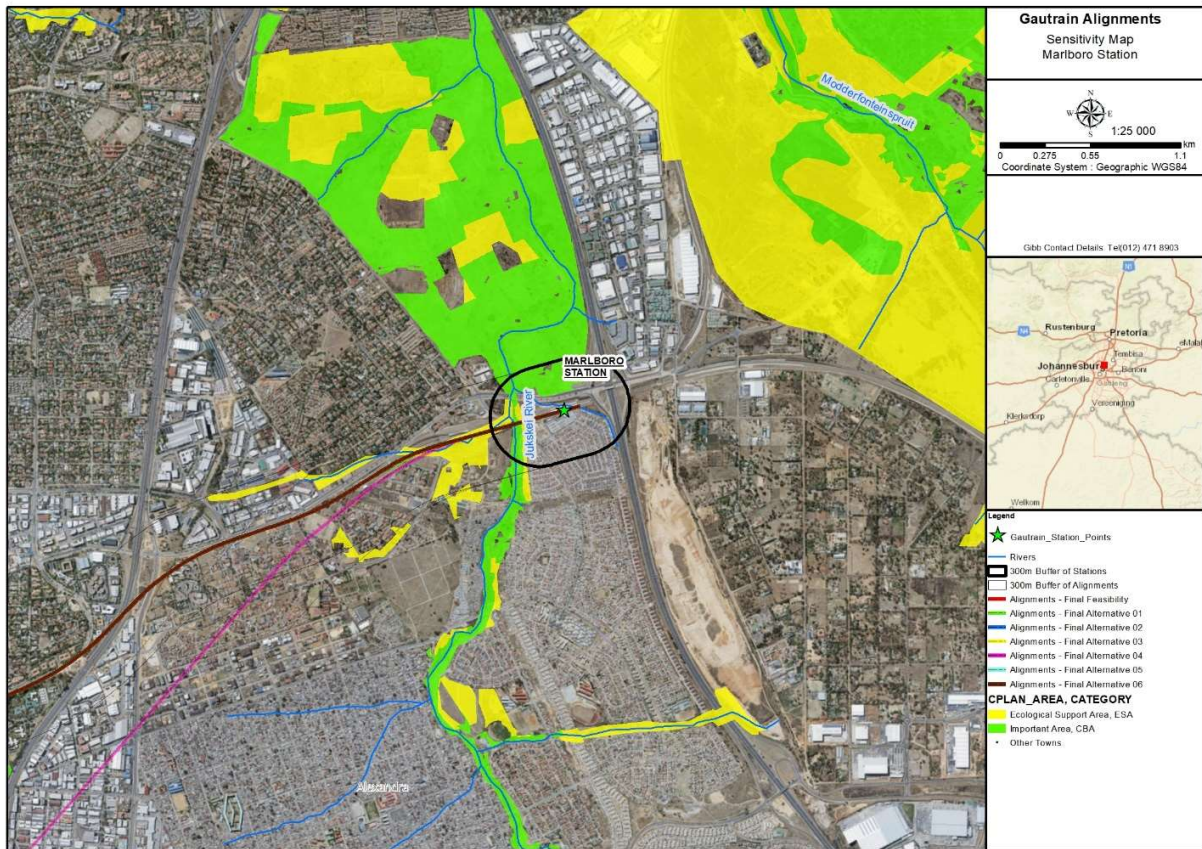 Gautrain Alignments
Sensitivity Map
Marlboro Station
N
W E
S
1:25 000
km
0 0.275 0.55 1.1
Coordinate System : Geographic WGS84
Gibb Contact Details: Tel(012) 471 8903
N1
N4
Rustenburg
Pretoria
eMalah
Tembisa
Johannesburg
Benoni
Carletonville
Vereeniging
Klerksdorp
Welkom
Legend
Gautrain_Station_Points
Rivers
300m Buffer of Stations
300m Buffer of Alignments
Alignments - Final Feasibility
Alignments - Final Alternative 01
Alignments - Final Alternative 02
Alignments - Final Alternative 03
Alignments - Final Alternative 04
Alignments - Final Alternative 05
Alignments - Final Alternative 06
CPLAN_AREA, CATEGORY
Ecological Support Area, ESA
Important Area, CBA
Other Towns
Modderfonteinspruit
MARLBORO
STATION
Jukskei River
Alexandra